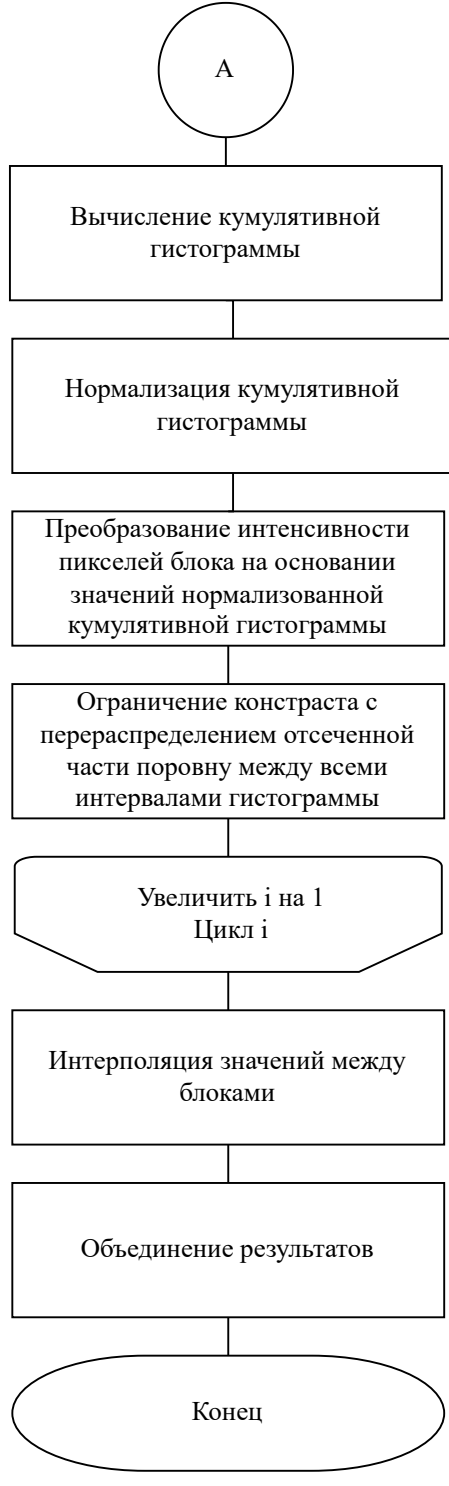 А
Вычисление кумулятивной
гистограммы
Нормализация кумулятивной
гистограммы
Преобразование интенсивности
пикселей блока на основании
значений нормализованной
кумулятивной гистограммы
Ограничение констраста с
перераспределением отсеченной
части поровну между всеми
интервалами гистограммы
Увеличить i на 1
Цикл i
Интерполяция значений между
блоками
Объединение результатов
Конец